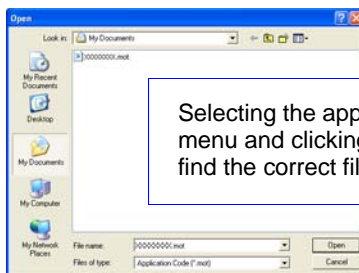 Open
Look in: My Documents
XXXXXXXX.mot
My Recent
Documents
Desktop
My Documents
My Computer
My Network
Places
File name: XXXXXXXX.mot
Files of type: Application Code (*.mot)
Open
Cancel
Selecting the app
menu and clicking
find the correct fil